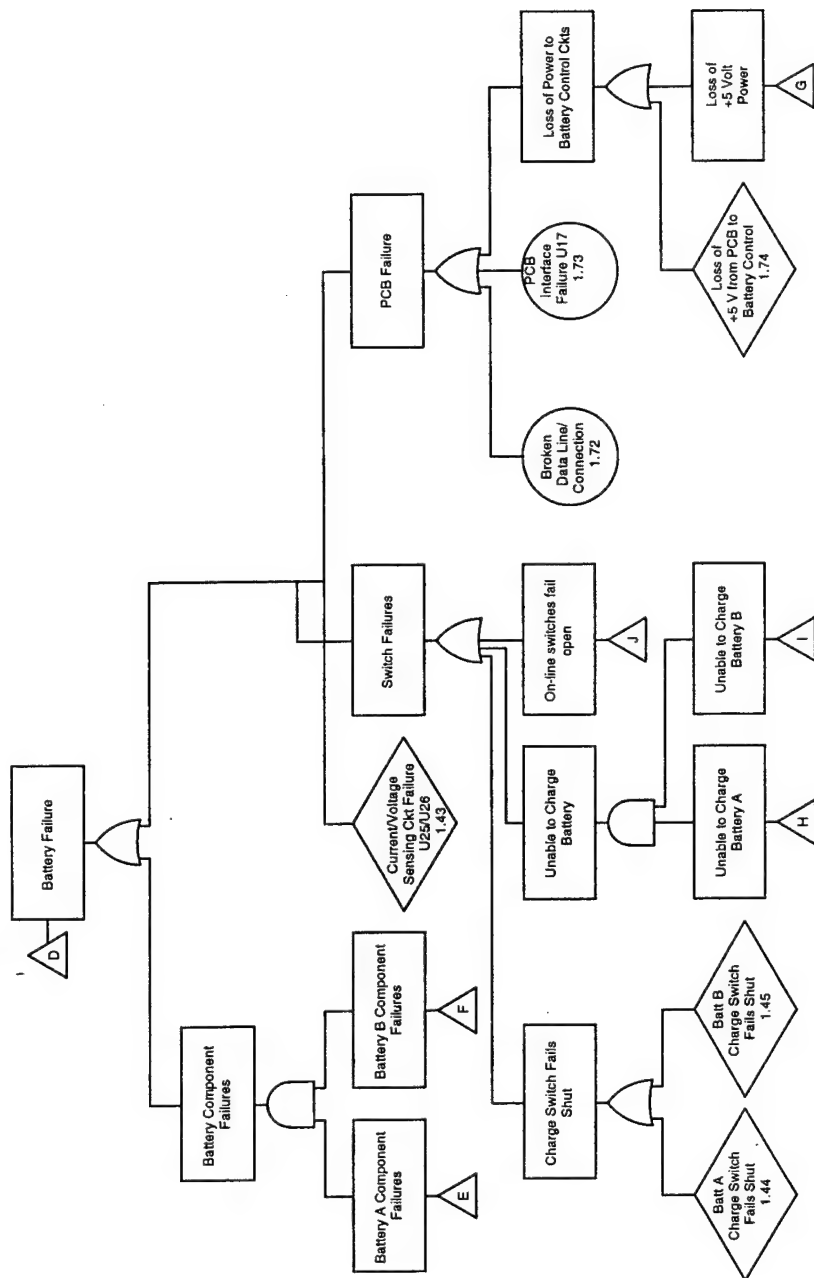 D
Battery Failure
Battery Component
Failures
Battery A Component
Failures
E
Battery B Component
Failures
F
Current/Voltage
Sensing Ckt Failure
U25/U26
1.43
Switch Failures
Charge Switch Fails
Shut
Batt A
Charge Switch
Fails Shut
1.44
Batt B
Charge Switch
Fails Shut
1.45
Unable to Charge
Battery
Unable to Charge
Battery A
H
Unable to Charge
Battery B
I
On-line switches fail
open
J
PCB Failure
Broken
Data Line/
Connection
1.72
PCB
Interface
Failure U17
1.73
Loss of Power to
Battery Control Ckts
Loss of
+5 V from PCB to
Battery Control
1.74
Loss of
+5 Volt
Power
G